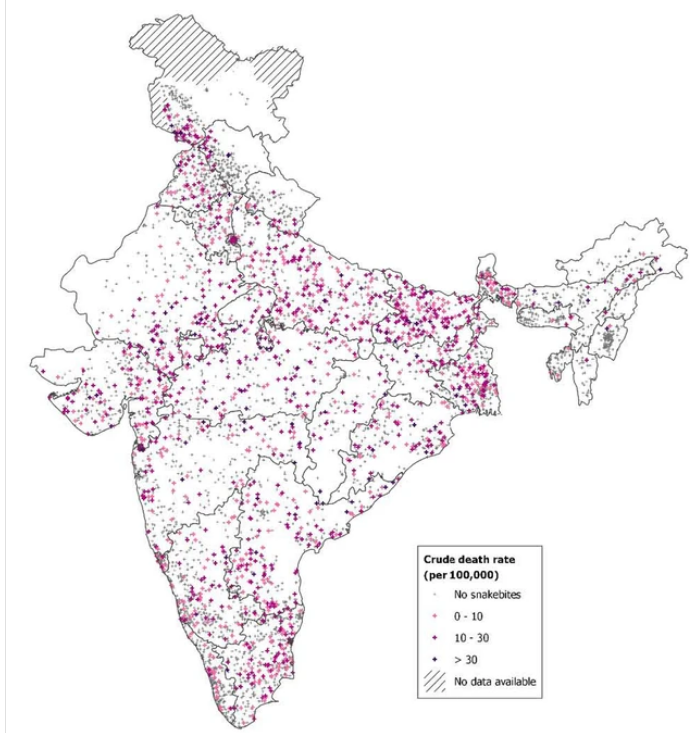 Crude death rate
(per 100,000)
No snakebites
0 - 10
10 - 30
> 30
No data available